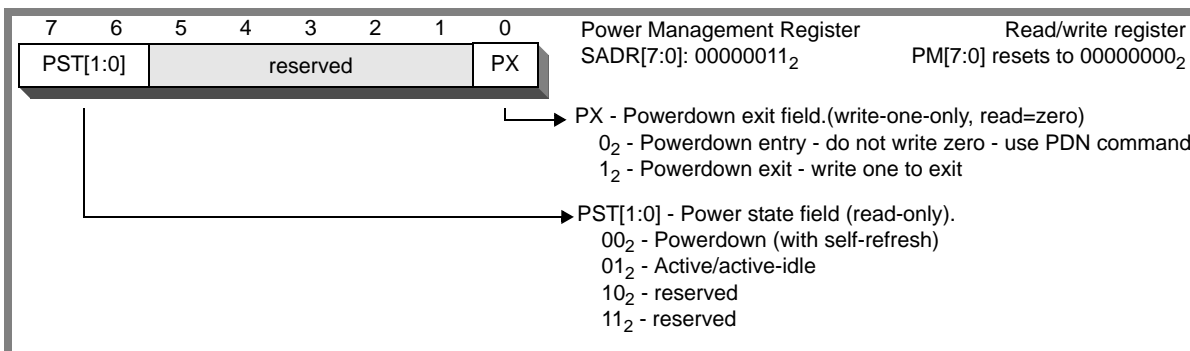 7 6 5 4 3 2 1 0
PST[1:0] reserved PX
Power Management Register Read/write register
SADR[7:0]: 00000011₂ PM[7:0] resets to 00000000₂
PX - Powerdown exit field.(write-one-only, read=zero)
0₂ - Powerdown entry - do not write zero - use PDN command
1₂ - Powerdown exit - write one to exit
PST[1:0] - Power state field (read-only).
00₂ - Powerdown (with self-refresh)
01₂ - Active/active-idle
10₂ - reserved
11₂ - reserved